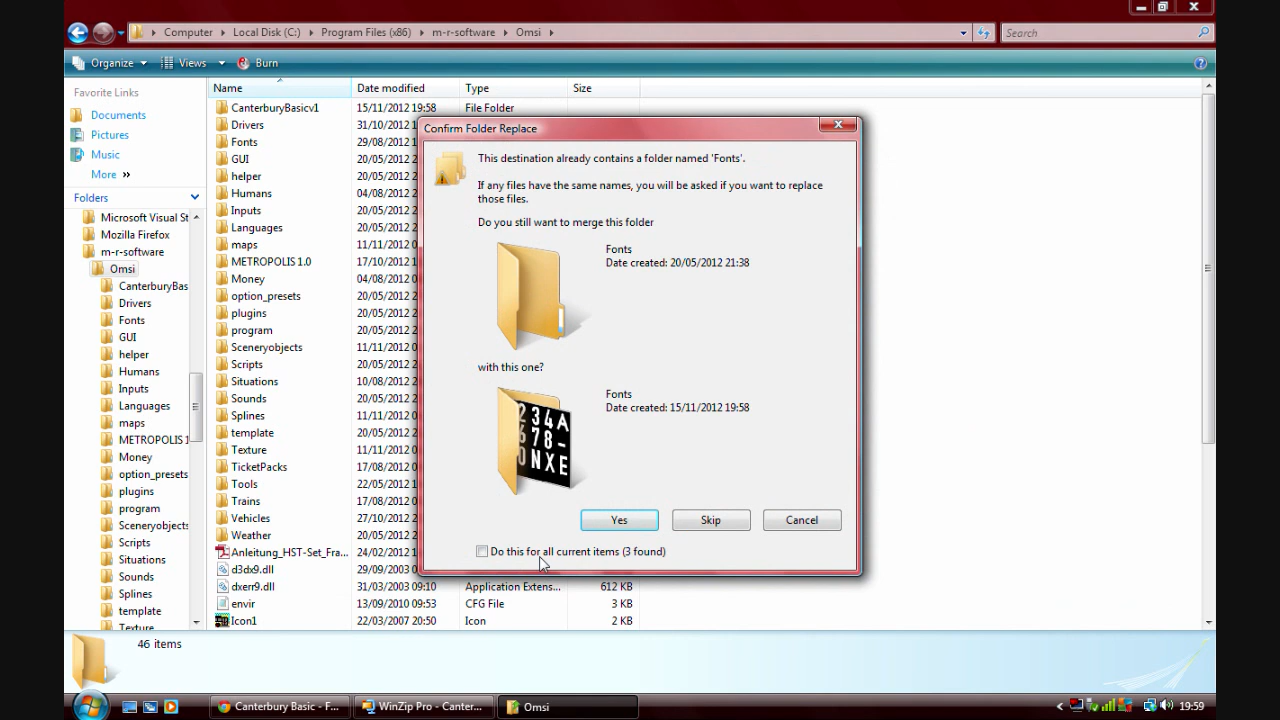 Computer Local Disk (C:) Program Files (x86) m-r-software Omsi Search
Organize Views Burn
Favorite Links
Documents
Pictures
Music
More »
Folders
Microsoft Visual St
Mozilla Firefox
m-r-software
Omsi
CanterburyBas
Drivers
Fonts
GUI
helper
Humans
Inputs
Languages
maps
METROPOLIS 1
Money
option_presets
plugins
program
Sceneryobjects
Scripts
Situations
Sounds
Splines
template
Texture
Name Date modified Type Size
CanterburyBasicv1 15/11/2012 19:58 File Folder
Drivers 31/10/2012
Fonts 29/08/2012
GUI 20/05/2012
helper 20/05/2012
Humans 04/08/2012
Inputs 20/05/2012
Languages 20/05/2012
maps 11/11/2012
METROPOLIS 1.0 17/10/2012
Money 04/08/2012
option_presets 20/05/2012
plugins 20/05/2012
program 20/05/2012
Sceneryobjects 11/11/2012
Scripts 20/05/2012
Situations 10/08/2012
Sounds 20/05/2012
Splines 11/11/2012
template 20/05/2012
Texture 11/11/2012
TicketPacks 17/08/2012
Tools 22/05/2012
Trains 20/05/2012
Vehicles 27/10/2012
Weather 20/05/2012
Anleitung_HST-Set_Fra... 24/02/2012
d3dx9.dll 29/09/2003
dxerr9.dll 31/03/2003 09:10 Application Extens... 612 KB
envir 13/09/2010 09:53 CFG File 3 KB
Icon1 22/03/2007 20:50 Icon 2 KB
Confirm Folder Replace
This destination already contains a folder named 'Fonts'.
If any files have the same names, you will be asked if you want to replace
those files.
Do you still want to merge this folder
Fonts
Date created: 20/05/2012 21:38
with this one?
Fonts
Date created: 15/11/2012 19:58
234A
678-
0NXE
Yes Skip Cancel
Do this for all current items (3 found)
46 items
Canterbury Basic - F... WinZip Pro - Canter... Omsi 19:59